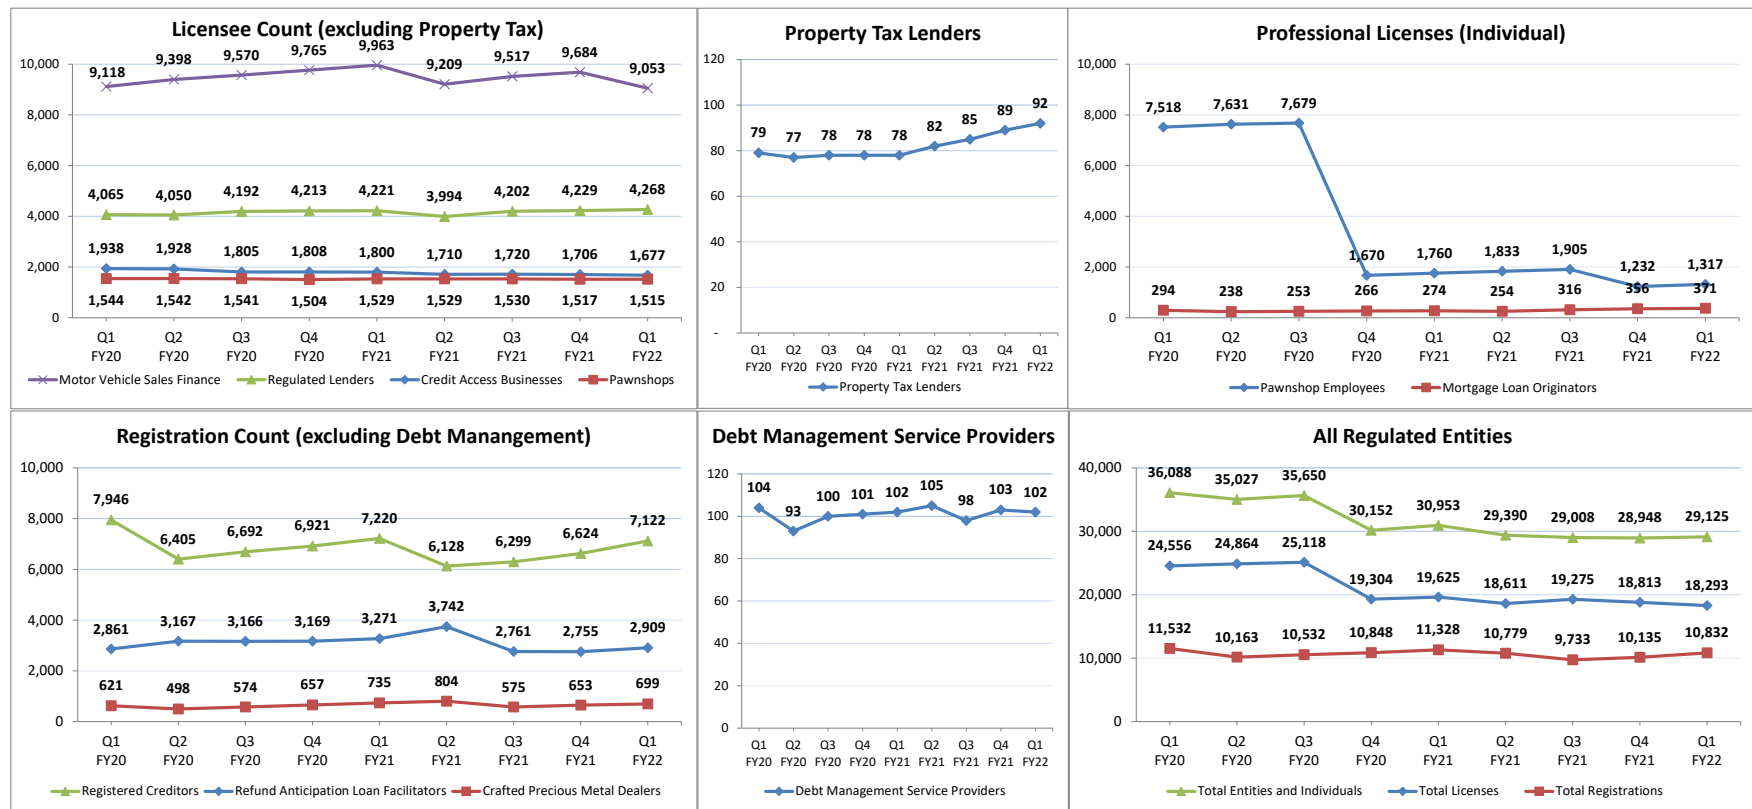 Licensee Count (excluding Property Tax)
10,000
8,000
6,000
4,000
2,000
0
9,118 9,398 9,570 9,765 9,963 9,209 9,517 9,684 9,053
4,065 4,050 4,192 4,213 4,221 3,994 4,202 4,229 4,268
1,938 1,928 1,805 1,808 1,800 1,710 1,720 1,706 1,677
1,544 1,542 1,541 1,504 1,529 1,529 1,530 1,517 1,515
Q1 Q2 Q3 Q4 Q1 Q2 Q3 Q4 Q1
FY20 FY20 FY20 FY20 FY21 FY21 FY21 FY21 FY22
Motor Vehicle Sales Finance Regulated Lenders Credit Access Businesses Pawnshops
Property Tax Lenders
120
100
80
60
40
20
-
79 77 78 78 78 82 85 89 92
Q1 Q2 Q3 Q4 Q1 Q2 Q3 Q4 Q1
FY20 FY20 FY20 FY20 FY21 FY21 FY21 FY21 FY22
Property Tax Lenders
Professional Licenses (Individual)
10,000
8,000
6,000
4,000
2,000
0
7,518 7,631 7,679 1,670 1,760 1,833 1,905 1,232 1,317
294 238 253 266 274 254 316 356 371
Q1 Q2 Q3 Q4 Q1 Q2 Q3 Q4 Q1
FY20 FY20 FY20 FY20 FY21 FY21 FY21 FY21 FY22
Pawnshop Employees Mortgage Loan Originators
Registration Count (excluding Debt Manangement)
10,000
8,000
6,000
4,000
2,000
0
7,946 6,405 6,692 6,921 7,220 6,128 6,299 6,624 7,122
2,861 3,167 3,166 3,169 3,271 3,742 2,761 2,755 2,909
621 498 574 657 735 804 575 653 699
Q1 Q2 Q3 Q4 Q1 Q2 Q3 Q4 Q1
FY20 FY20 FY20 FY20 FY21 FY21 FY21 FY21 FY22
Registered Creditors Refund Anticipation Loan Facilitators Crafted Precious Metal Dealers
Debt Management Service Providers
120
100
80
60
40
20
0
104 93 100 101 102 105 98 103 102
Q1 Q2 Q3 Q4 Q1 Q2 Q3 Q4 Q1
FY20 FY20 FY20 FY20 FY21 FY21 FY21 FY21 FY22
Debt Management Service Providers
All Regulated Entities
40,000
30,000
20,000
10,000
0
36,088 35,027 35,650 30,152 30,953 29,390 29,008 28,948 29,125
24,556 24,864 25,118 19,304 19,625 18,611 19,275 18,813 18,293
11,532 10,163 10,532 10,848 11,328 10,779 9,733 10,135 10,832
Q1 Q2 Q3 Q4 Q1 Q2 Q3 Q4 Q1
FY20 FY20 FY20 FY20 FY21 FY21 FY21 FY21 FY22
Total Entities and Individuals Total Licenses Total Registrations